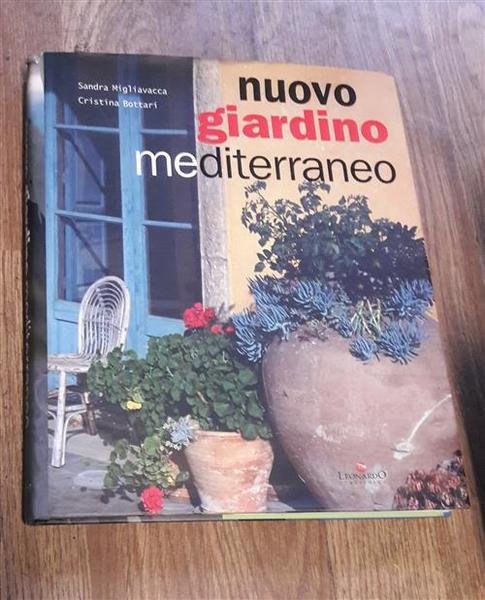 Sandra Migliavacca
Cristina Bottari
nuovo
giardino
mediterraneo
LEONARDO